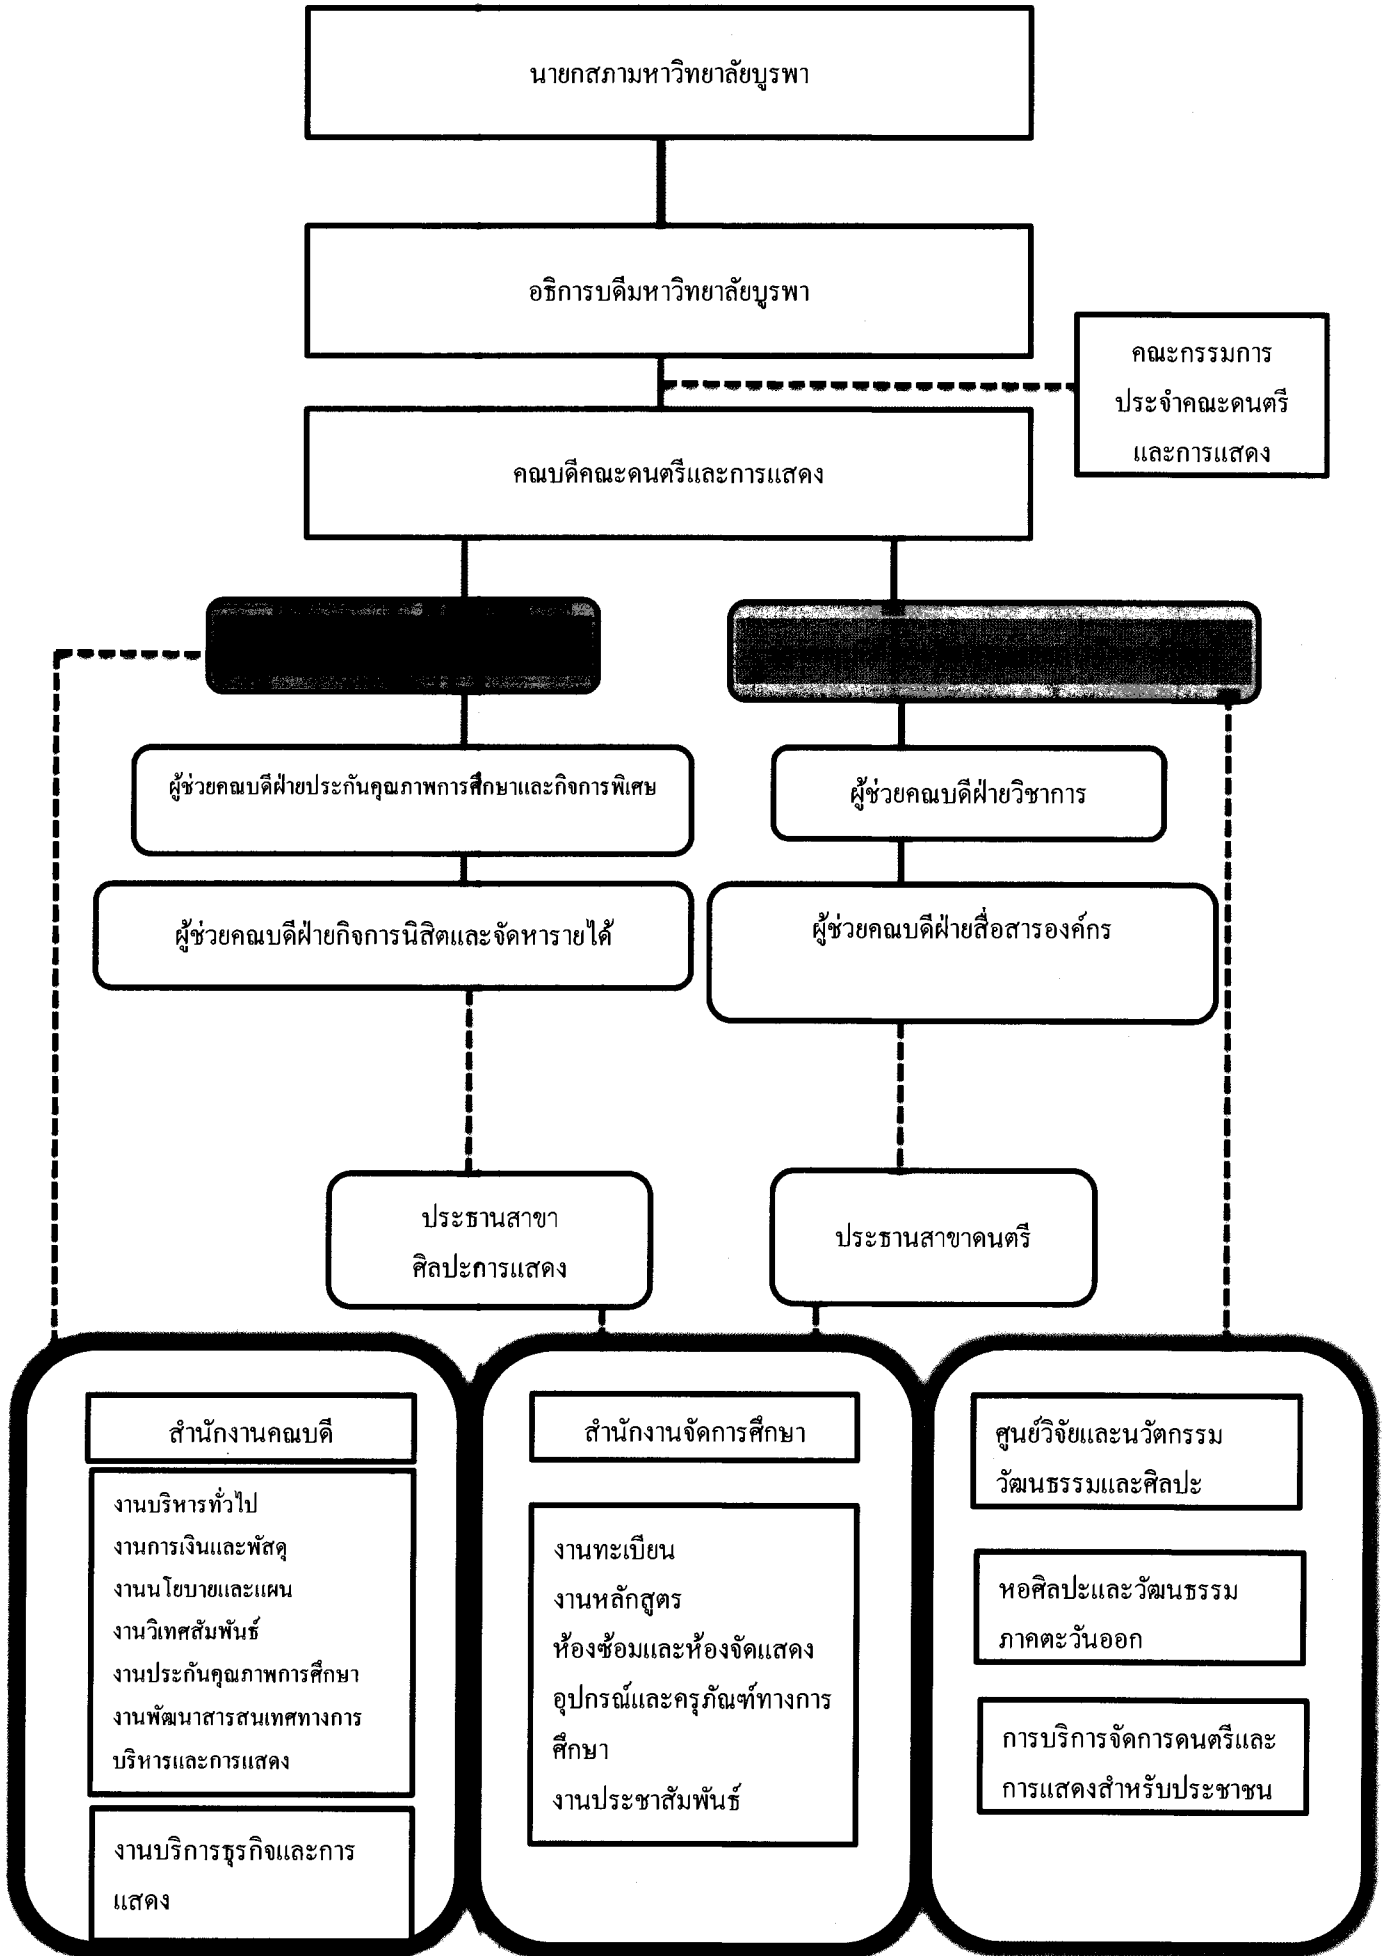 นายกสภามหาวิทยาลัยบูรพา
อธิการบดีมหาวิทยาลัยบูรพา
คณะกรรมการ
ประจำคณะดนตรี
และการแสดง
คณบดีคณะดนตรีและการแสดง
ผู้ช่วยคณบดีฝ่ายประกันคุณภาพการศึกษาและกิจการพิเศษ
ผู้ช่วยคณบดีฝ่ายวิชาการ
ผู้ช่วยคณบดีฝ่ายกิจการนิสิตและจัดหารายได้
ผู้ช่วยคณบดีฝ่ายสื่อสารองค์กร
ประธานสาขา
ศิลปะการแสดง
ประธานสาขาดนตรี
สำนักงานคณบดี
งานบริหารทั่วไป
งานการเงินและพัสดุ
งานนโยบายและแผน
งานวิเทศสัมพันธ์
งานประกันคุณภาพการศึกษา
งานพัฒนาสารสนเทศทางการ
บริหารและการแสดง
งานบริการธุรกิจและการ
แสดง
สำนักงานจัดการศึกษา
งานทะเบียน
งานหลักสูตร
ห้องซ้อมและห้องจัดแสดง
อุปกรณ์และครุภัณฑ์ทางการ
ศึกษา
งานประชาสัมพันธ์
ศูนย์วิจัยและนวัตกรรม
วัฒนธรรมและศิลปะ
หอศิลปะและวัฒนธรรม
ภาคตะวันออก
การบริการจัดการดนตรีและ
การแสดงสำหรับประชาชน